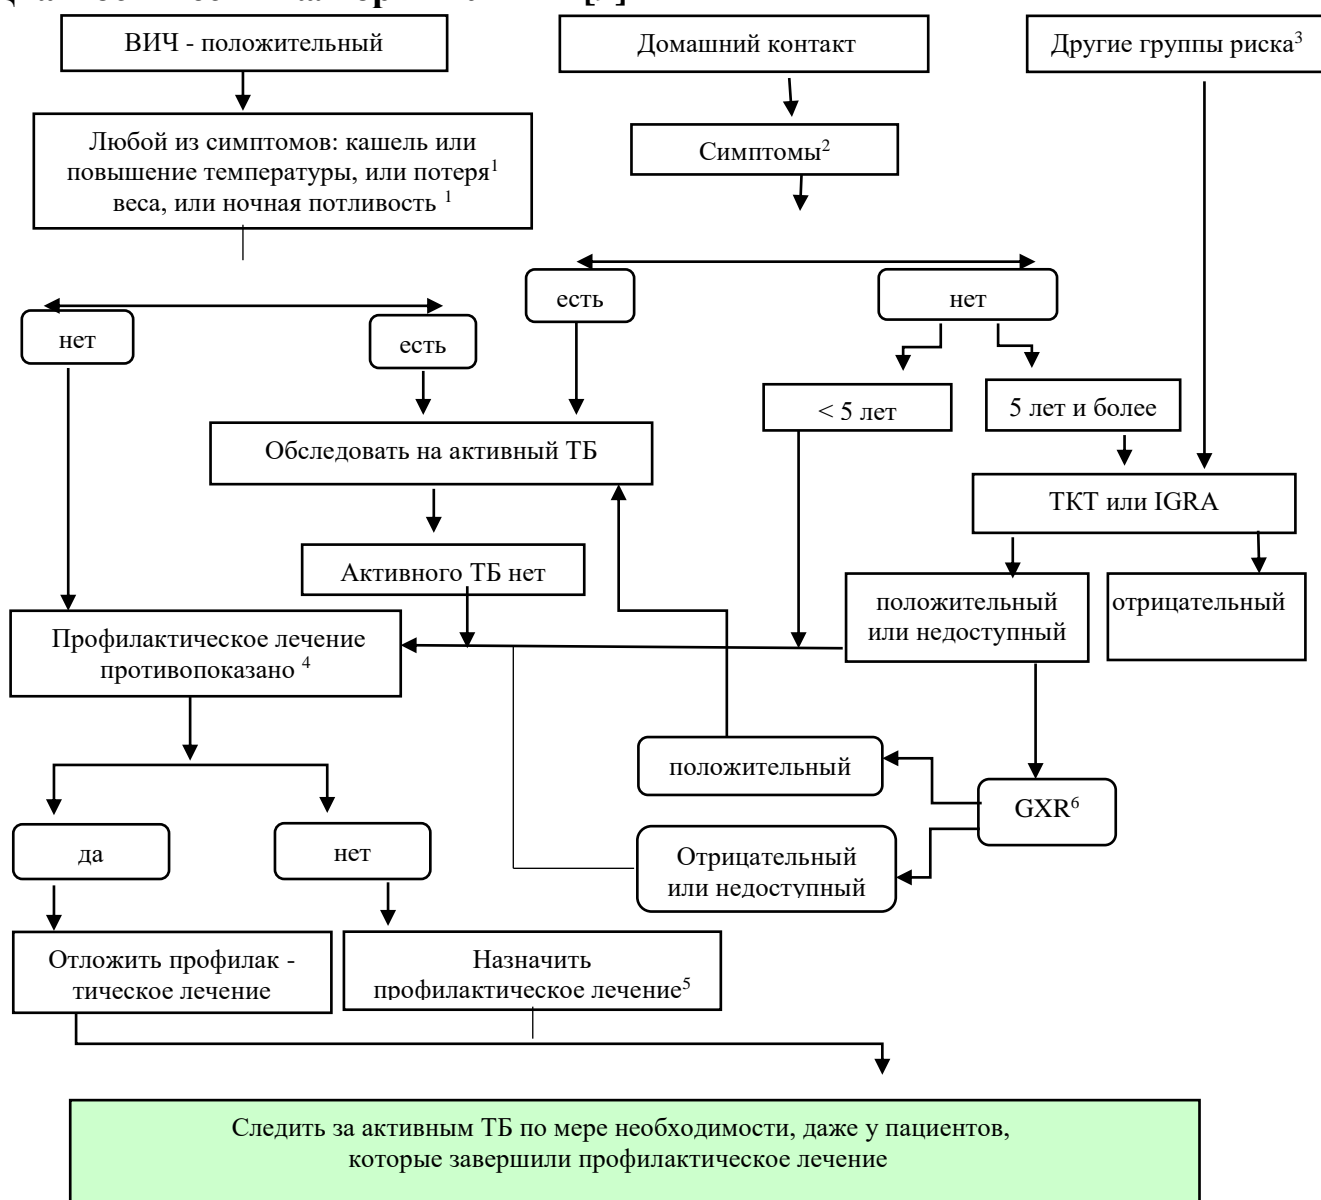 ВИЧ - положительный
Домашний контакт
Другие группы риска³
Любой из симптомов: кашель или
повышение температуры, или потеря¹
веса, или ночная потливость ¹
Симптомы²
есть
нет
нет
есть
< 5 лет
5 лет и более
Обследовать на активный ТБ
ТКТ или IGRA
Активного ТБ нет
положительный
или недоступный
отрицательный
Профилактическое лечение
противопоказано ⁴
положительный
GXR⁶
да
нет
Отрицательный
или недоступный
Отложить профилак -
тическое лечение
Назначить
профилактическое лечение⁵
Следить за активным ТБ по мере необходимости, даже у пациентов,
которые завершили профилактическое лечение